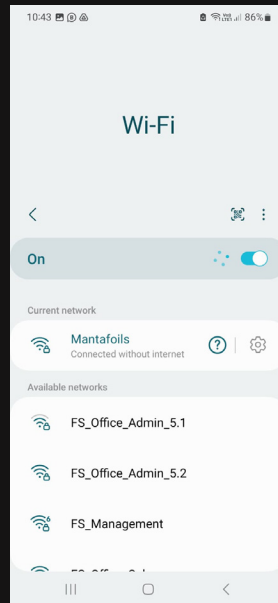 10:43 86%
Wi-Fi
On
Current network
Mantafoils
Connected without internet
Available networks
FS_Office_Admin_5.1
FS_Office_Admin_5.2
FS_Management